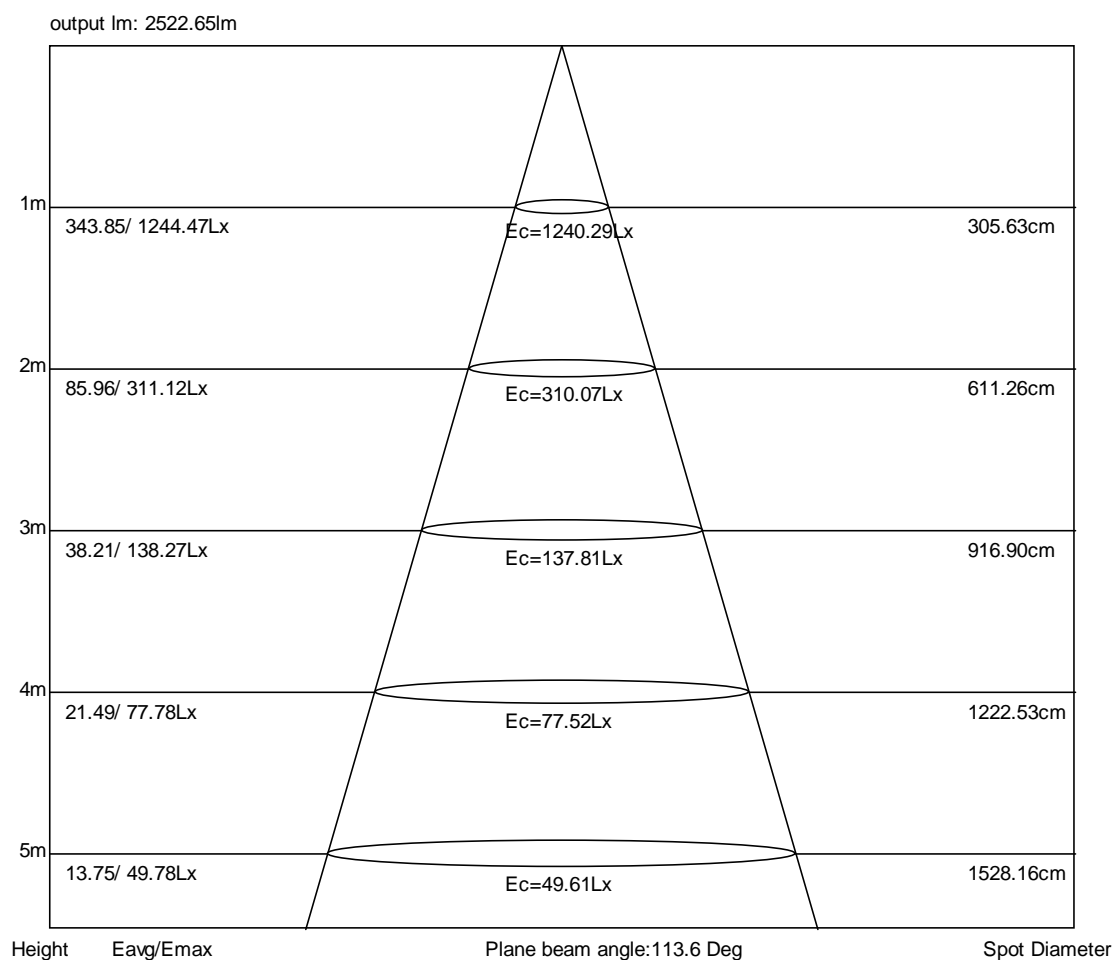 output lm: 2522.65lm
1m
343.85/ 1244.47Lx
Ec=1240.29Lx
305.63cm
2m
85.96/ 311.12Lx
Ec=310.07Lx
611.26cm
3m
38.21/ 138.27Lx
Ec=137.81Lx
916.90cm
4m
21.49/ 77.78Lx
Ec=77.52Lx
1222.53cm
5m
13.75/ 49.78Lx
Ec=49.61Lx
1528.16cm
Height Eavg/Emax Plane beam angle:113.6 Deg Spot Diameter